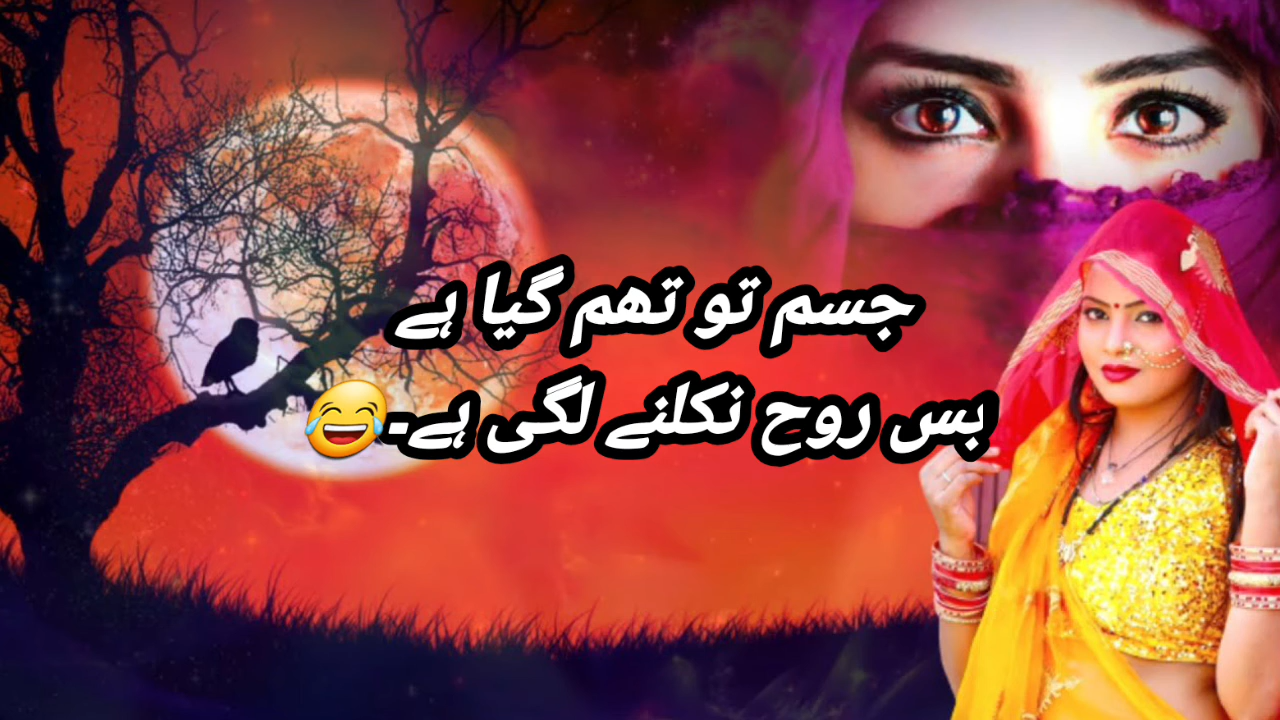 جسم تو تھم گیا ہے
بس روح نکلنے لگی ہے۔😂